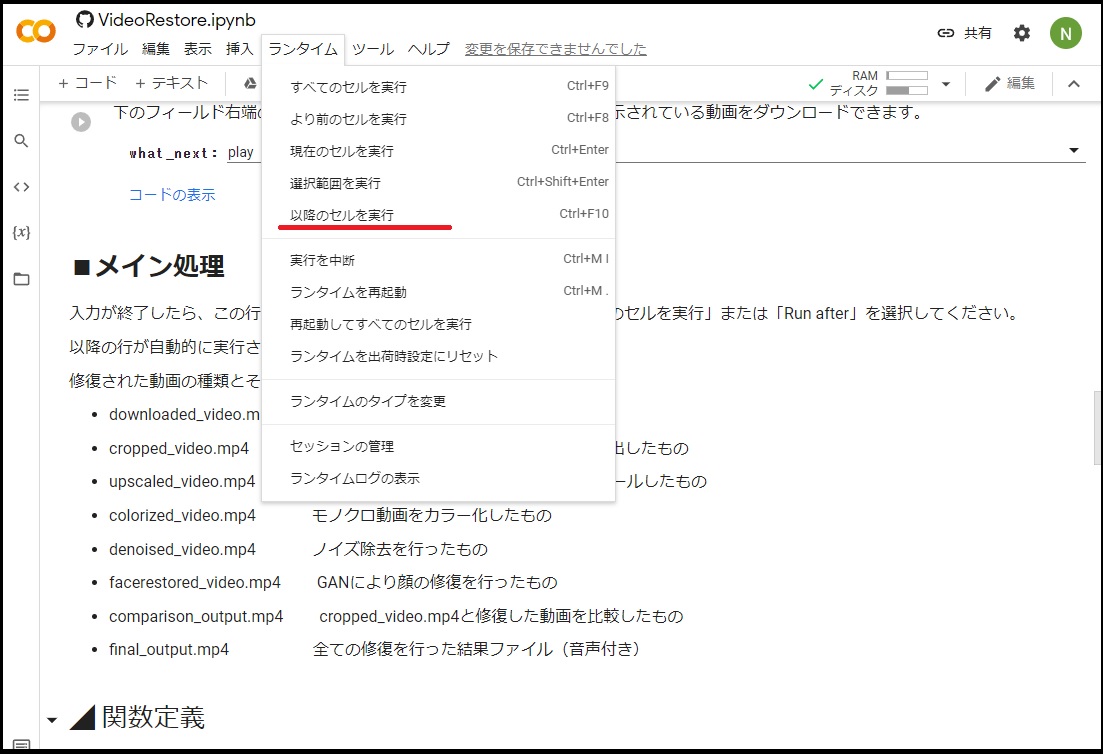 VideoRestore.ipynb
共有
N
ファイル 編集 表示 挿入 ランタイム ツール ヘルプ 変更を保存できませんでした
+ コード + テキスト
RAM
ディスク
編集
すべてのセルを実行 Ctrl+F9
より前のセルを実行 Ctrl+F8
現在のセルを実行 Ctrl+Enter
選択範囲を実行 Ctrl+Shift+Enter
以降のセルを実行 Ctrl+F10
実行を中断 Ctrl+M I
ランタイムを再起動 Ctrl+M .
再起動してすべてのセルを実行
ランタイムを出荷時設定にリセット
ランタイムのタイプを変更
セッションの管理
ランタイムログの表示
下のフィールド右端の 示されている動画をダウンロードできます。
what_next: play
コードの表示
■メイン処理
入力が終了したら、この行 のセルを実行」または「Run after」を選択してください。
以降の行が自動的に実行さ
修復された動画の種類とそ
• downloaded_video.m
• cropped_video.mp4 出したもの
• upscaled_video.mp4 ールしたもの
• colorized_video.mp4 モノクロ動画をカラー化したもの
• denoised_video.mp4 ノイズ除去を行ったもの
• facerestored_video.mp4 GANにより顔の修復を行ったもの
• comparison_output.mp4 cropped_video.mp4と修復した動画を比較したもの
• final_output.mp4 全ての修復を行った結果ファイル（音声付き）
◢ 関数定義